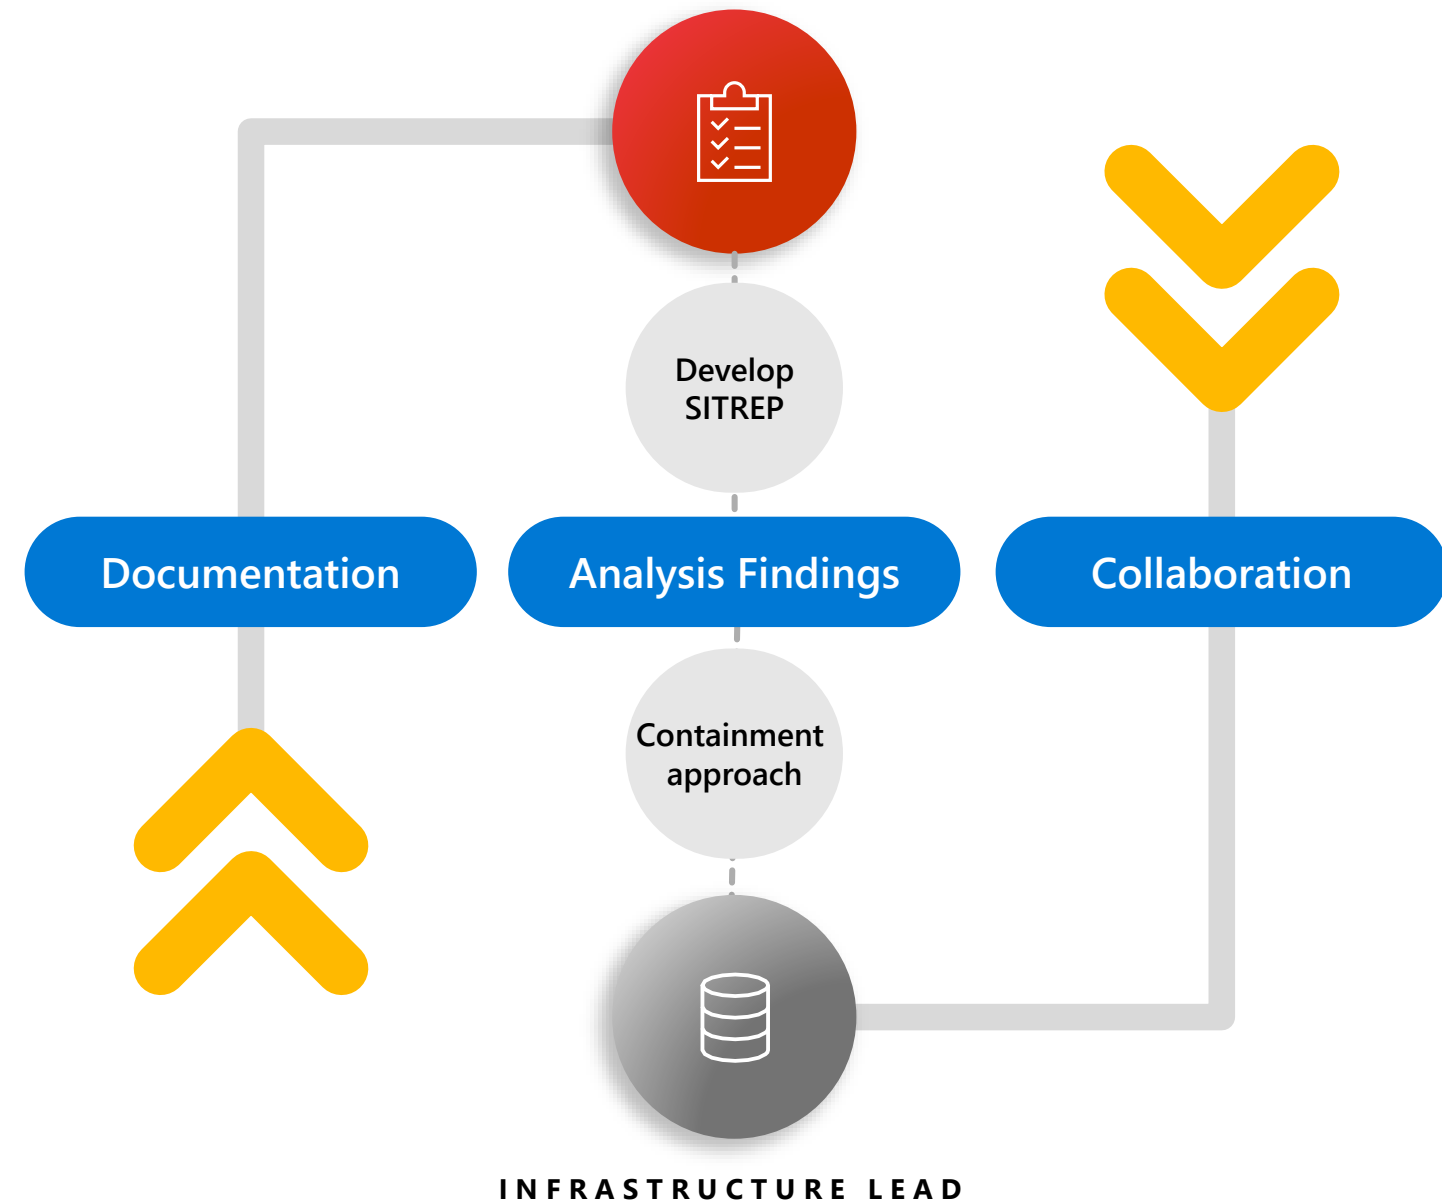 Develop
SITREP
Documentation
Analysis Findings
Collaboration
Containment
approach
INFRASTRUCTURE LEAD